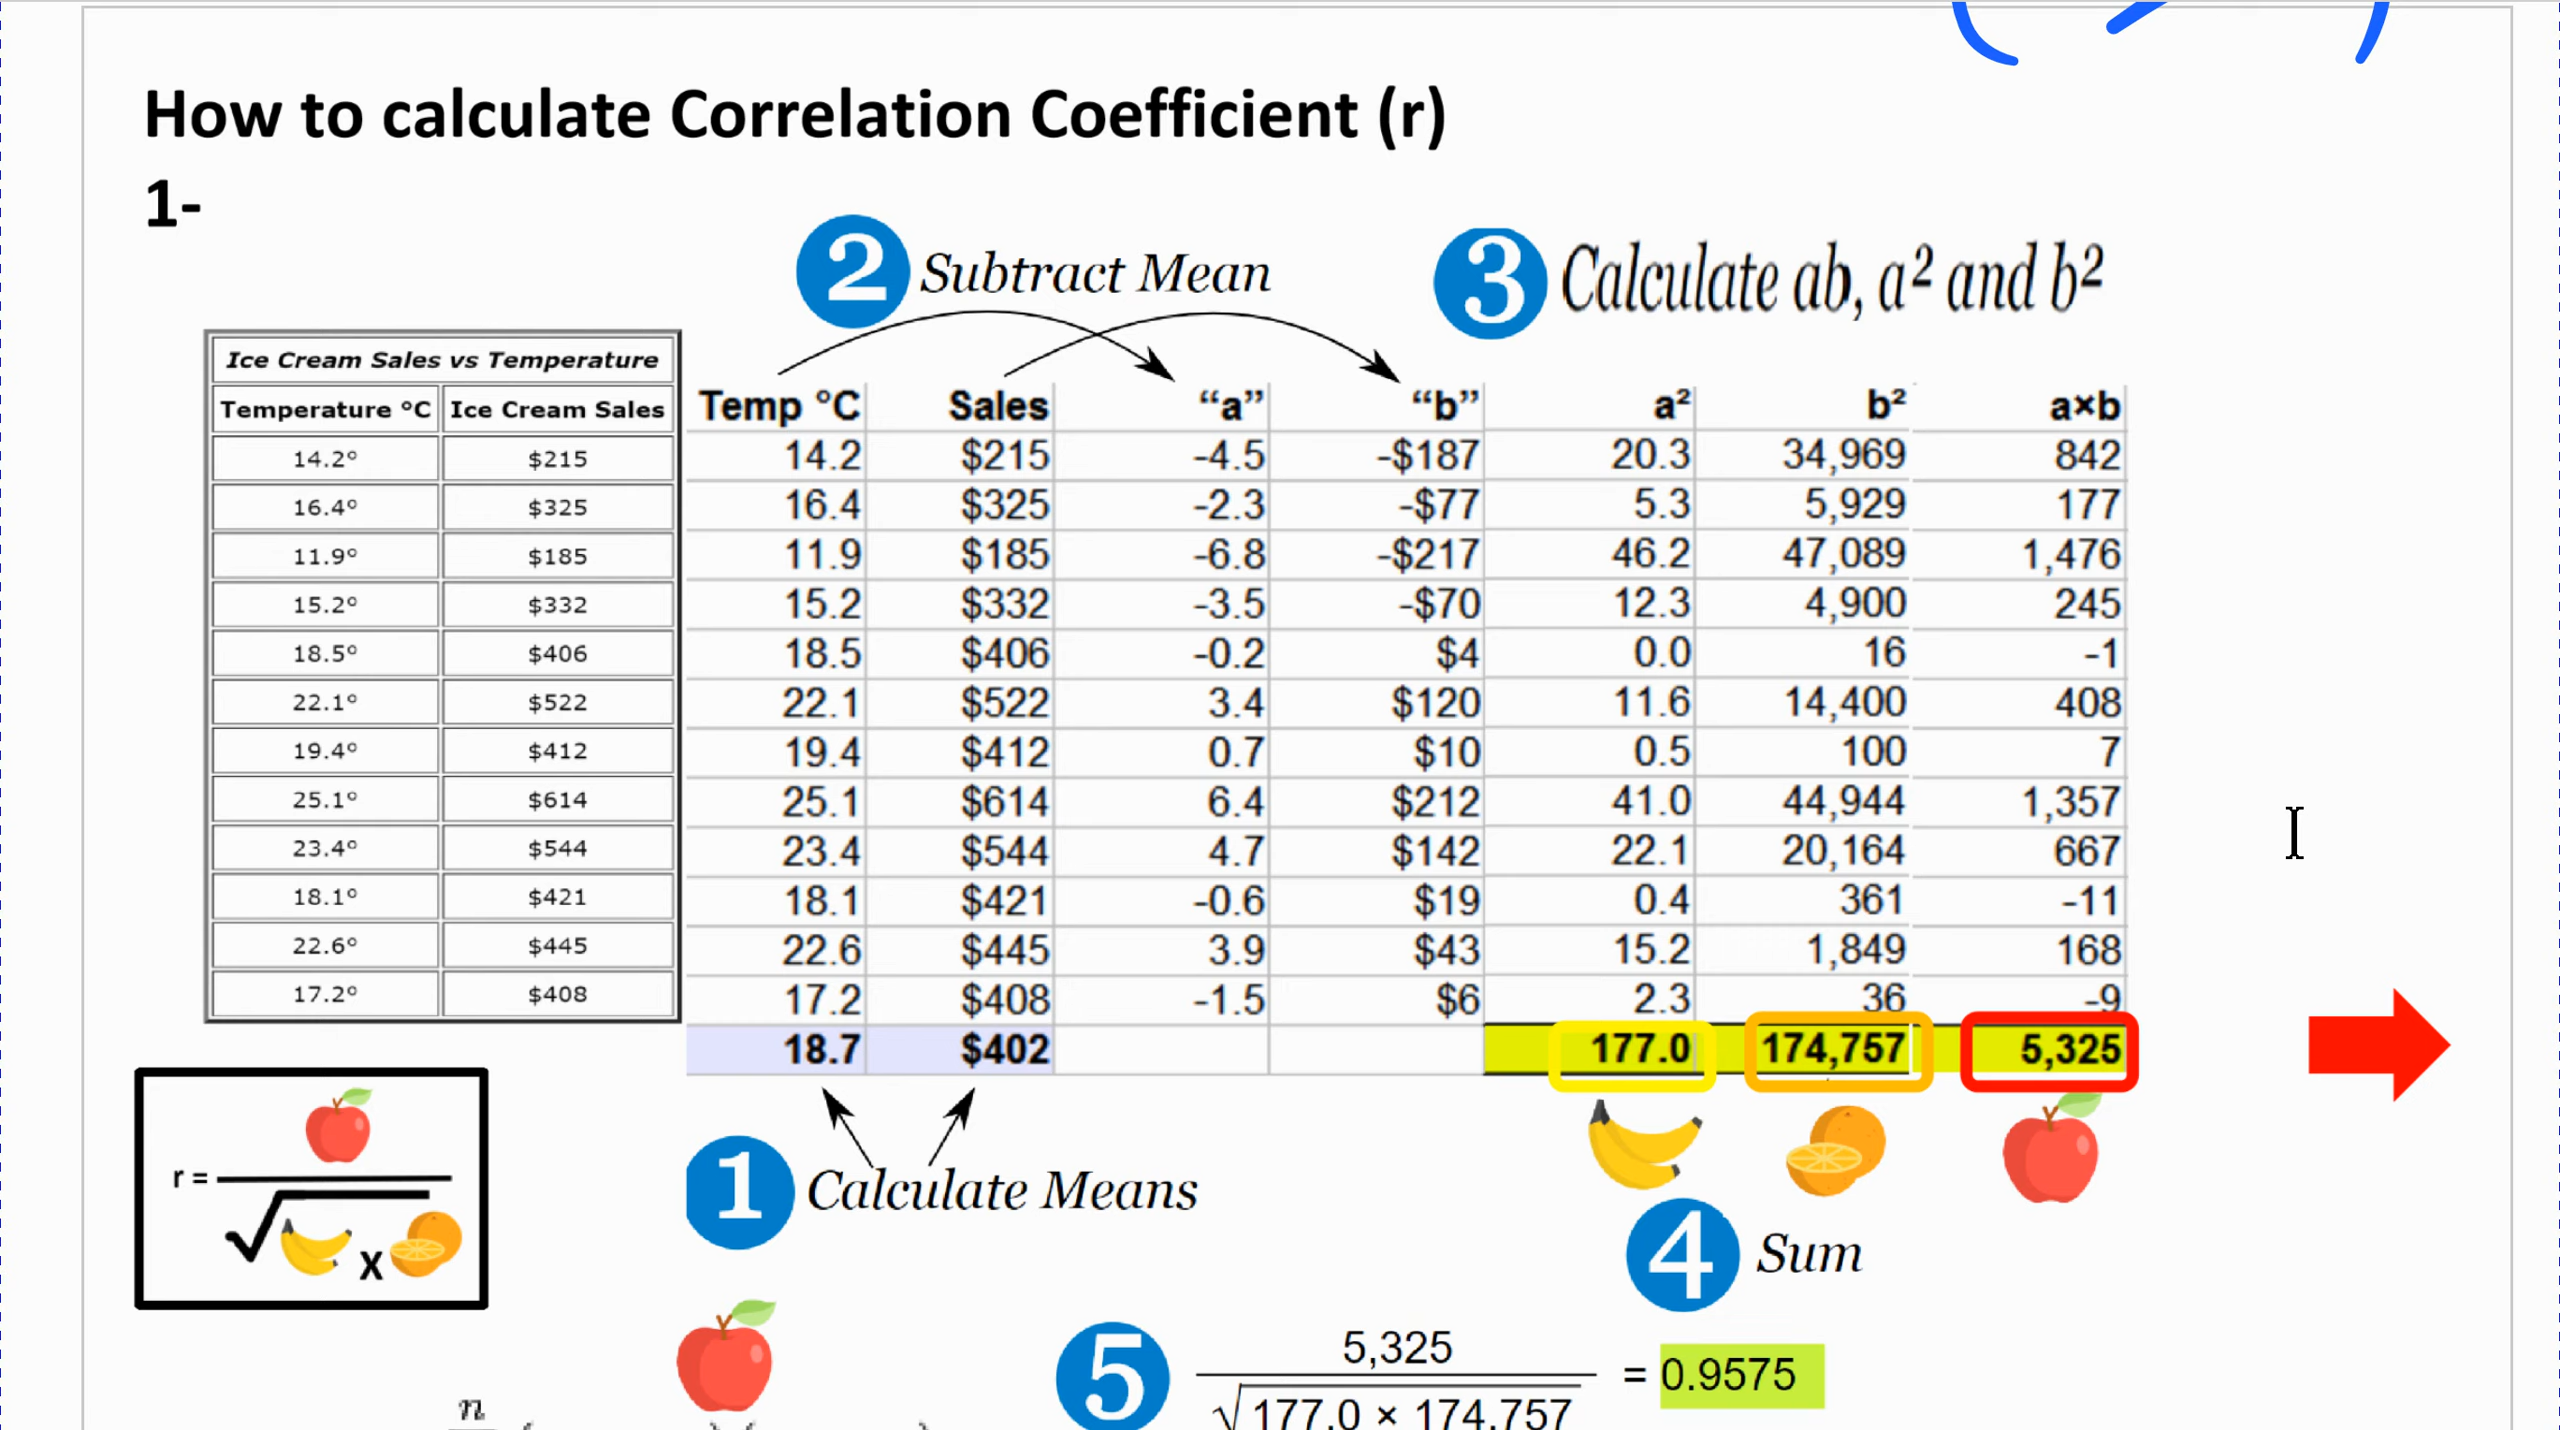 How to calculate Correlation Coefficient (r)
1-
2 Subtract Mean
3 Calculate ab, a² and b²
Ice Cream Sales vs Temperature
Temperature °C Ice Cream Sales
14.2° $215
16.4° $325
11.9° $185
15.2° $332
18.5° $406
22.1° $522
19.4° $412
25.1° $614
23.4° $544
18.1° $421
22.6° $445
17.2° $408
Temp °C Sales “a” “b” a² b² a×b
14.2 $215 -4.5 -$187 20.3 34,969 842
16.4 $325 -2.3 -$77 5.3 5,929 177
11.9 $185 -6.8 -$217 46.2 47,089 1,476
15.2 $332 -3.5 -$70 12.3 4,900 245
18.5 $406 -0.2 $4 0.0 16 -1
22.1 $522 3.4 $120 11.6 14,400 408
19.4 $412 0.7 $10 0.5 100 7
25.1 $614 6.4 $212 41.0 44,944 1,357
23.4 $544 4.7 $142 22.1 20,164 667
18.1 $421 -0.6 $19 0.4 361 -11
22.6 $445 3.9 $43 15.2 1,849 168
17.2 $408 -1.5 $6 2.3 36 -9
18.7 $402 177.0 174,757 5,325
r =
√ x
1 Calculate Means
4 Sum
5 5,325
√177.0 × 174,757
= 0.9575
n